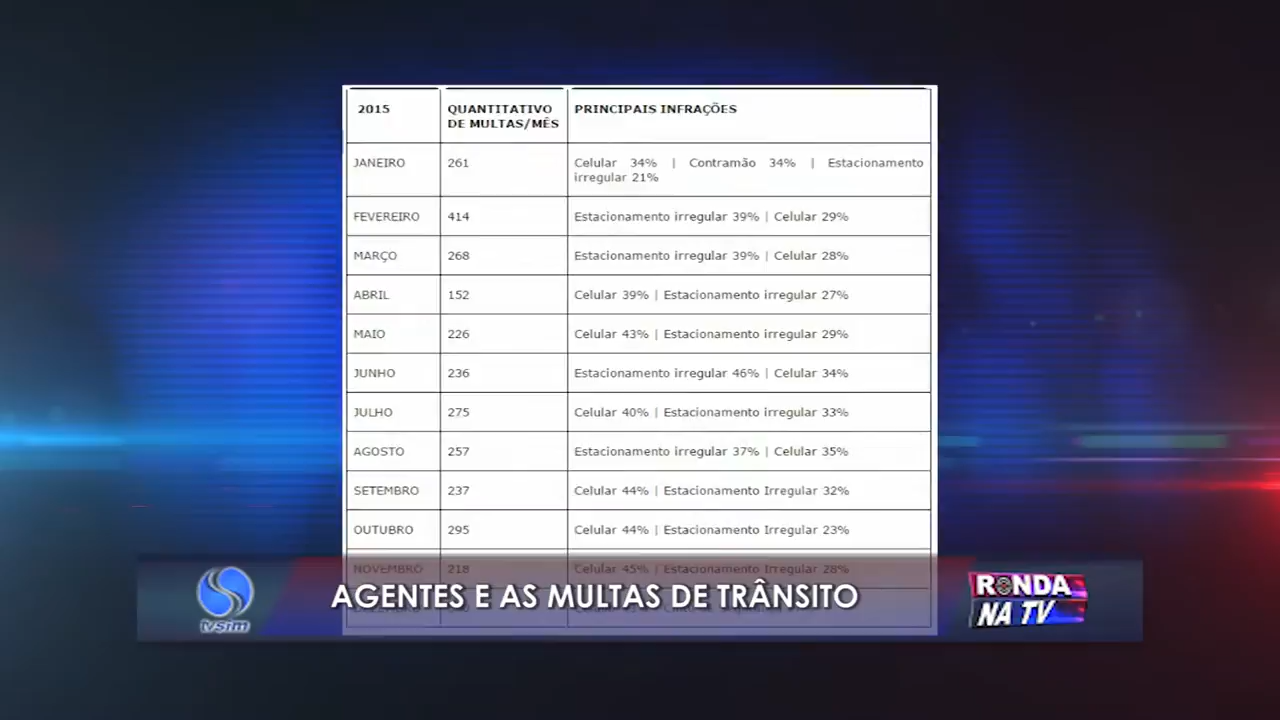 2015 QUANTITATIVO PRINCIPAIS INFRAÇÕES
DE MULTAS/MÊS
JANEIRO 261 Celular 34% | Contramão 34% | Estacionamento
irregular 21%
FEVEREIRO 414 Estacionamento irregular 39% | Celular 29%
MARÇO 268 Estacionamento irregular 39% | Celular 28%
ABRIL 152 Celular 39% | Estacionamento irregular 27%
MAIO 226 Celular 43% | Estacionamento irregular 29%
JUNHO 236 Estacionamento irregular 46% | Celular 34%
JULHO 275 Celular 40% | Estacionamento irregular 33%
AGOSTO 257 Estacionamento irregular 37% | Celular 35%
SETEMBRO 237 Celular 44% | Estacionamento Irregular 32%
OUTUBRO 295 Celular 44% | Estacionamento Irregular 23%
NOVEMBRO 218 Celular 45% | Estacionamento Irregular 28%
AGENTES E AS MULTAS DE TRÂNSITO
tvsim
RONDA
NA TV